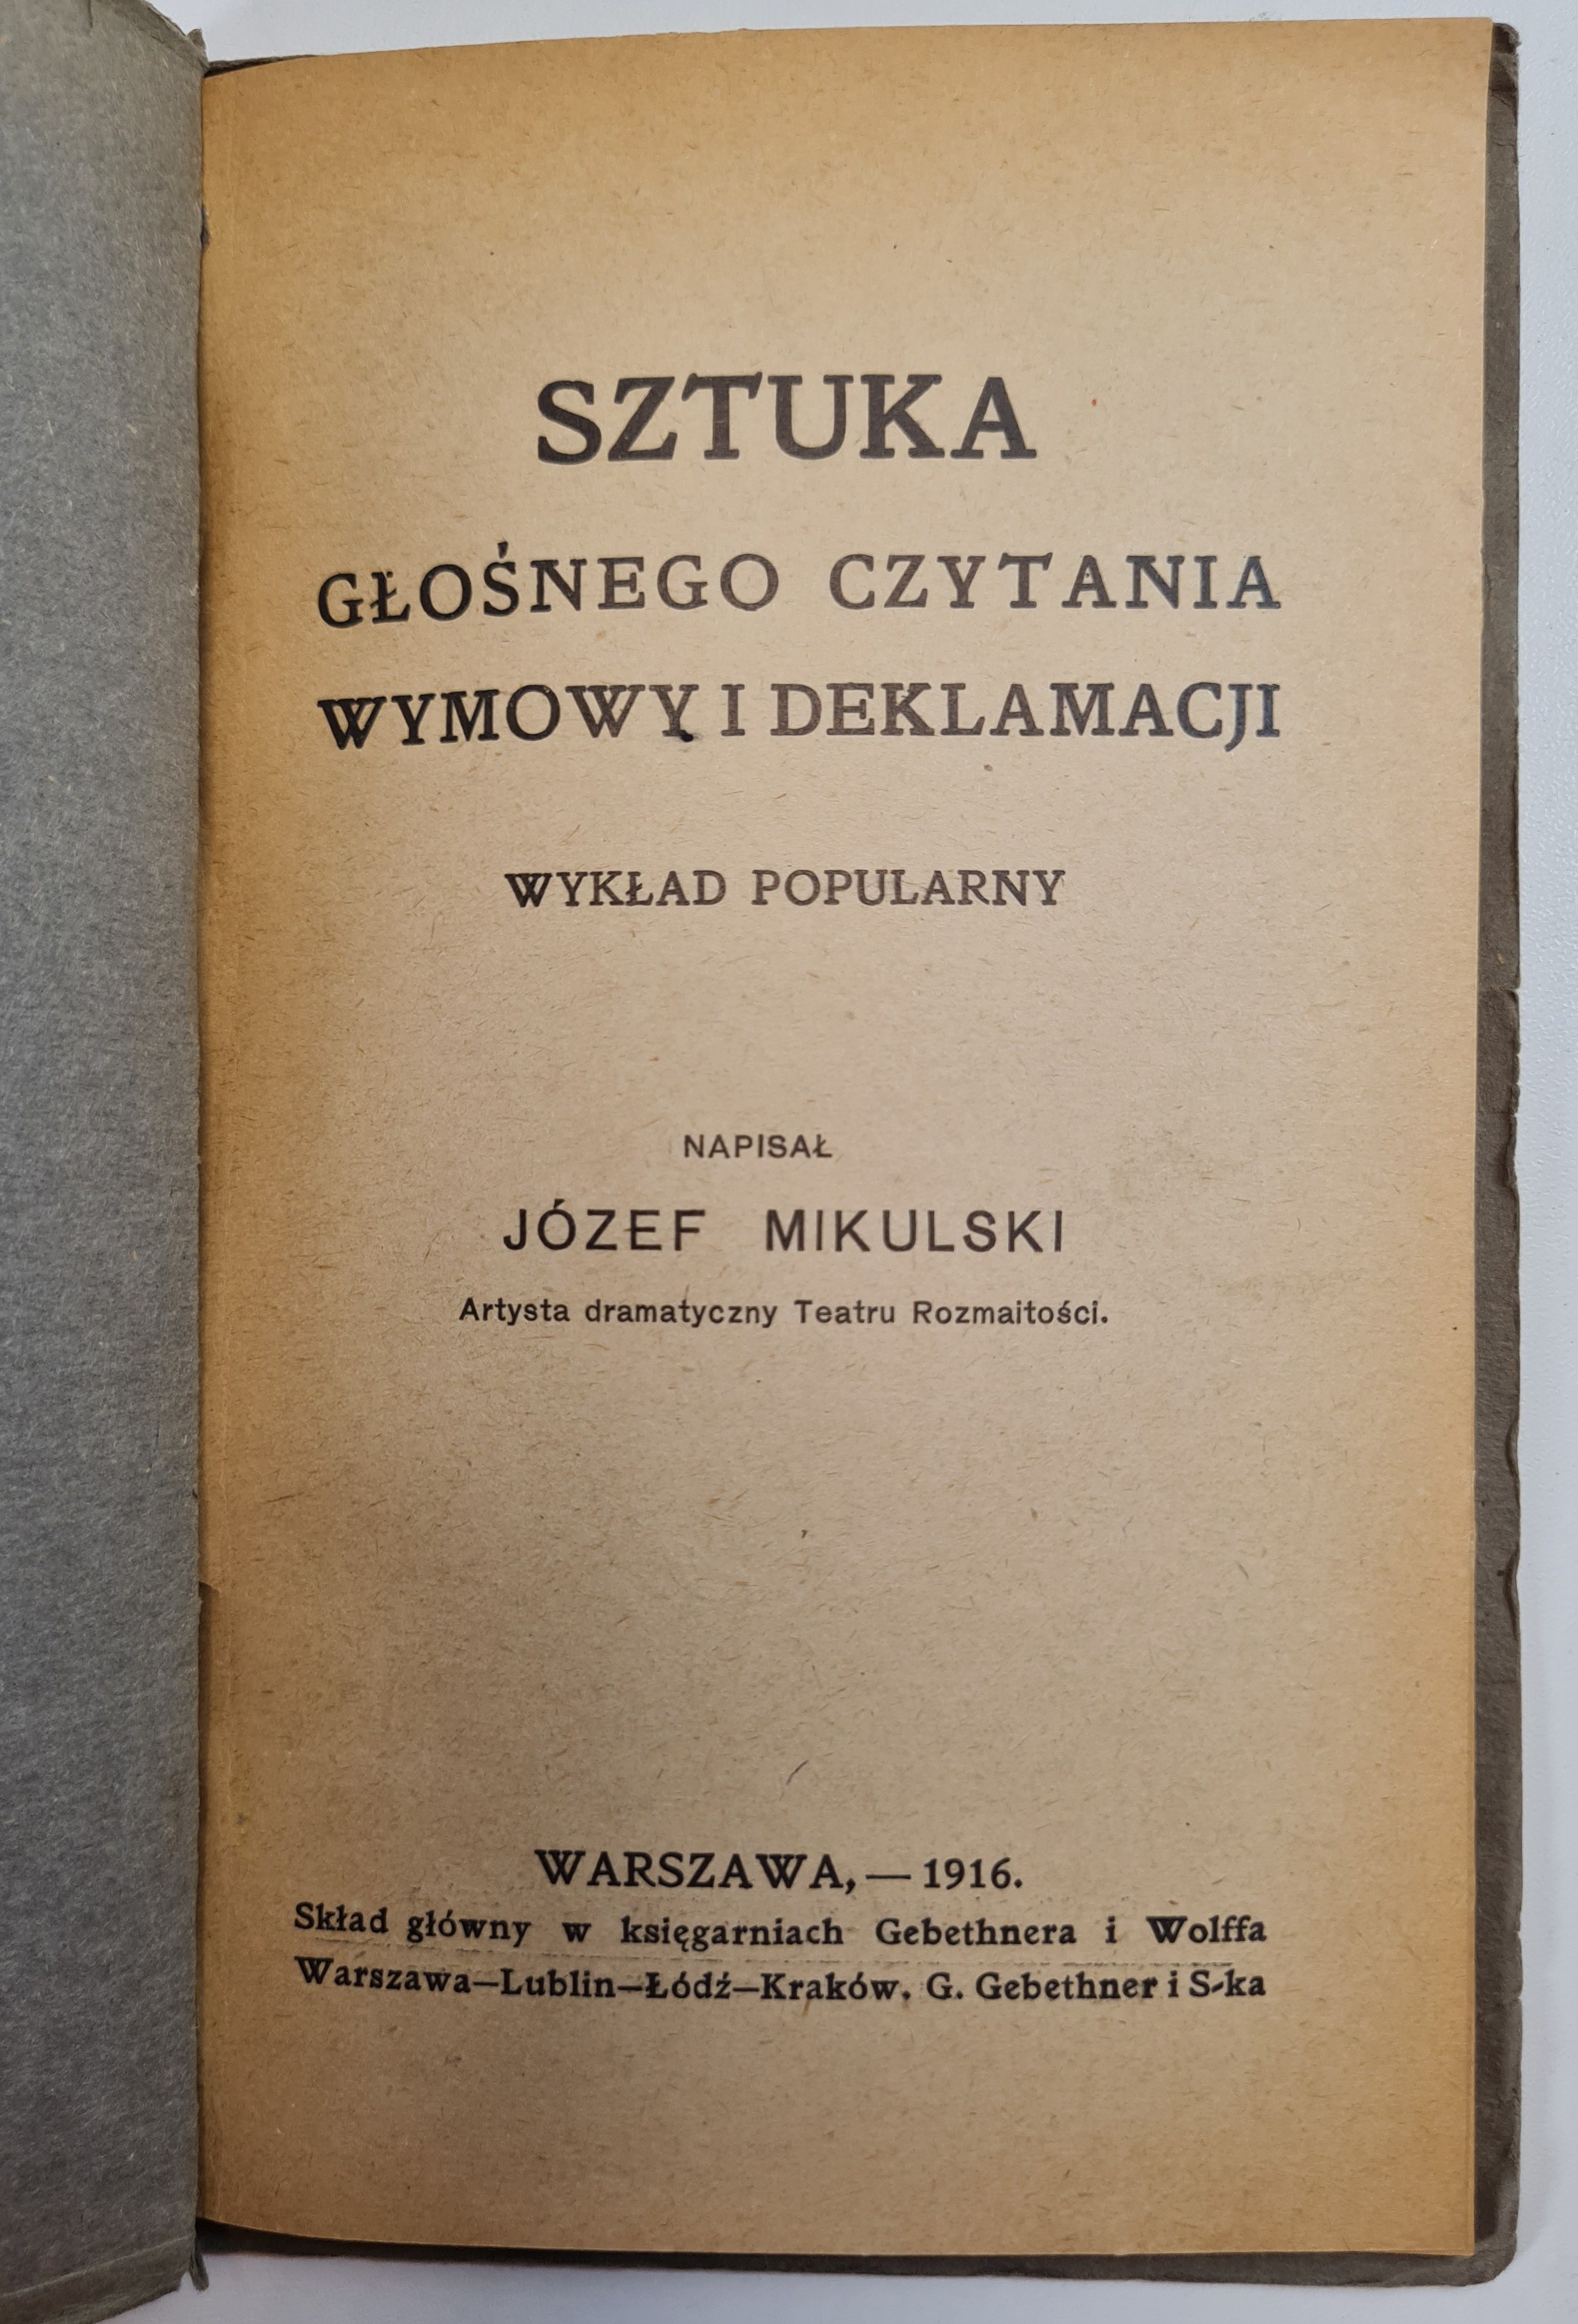 SZTUKA
GŁOŚNEGO CZYTANIA
WYMOWY I DEKLAMACJI
WYKŁAD POPULARNY
NAPISAŁ
JÓZEF MIKULSKI
Artysta dramatyczny Teatru Rozmaitości.
WARSZAWA,—1916.
Skład główny w księgarniach Gebethnera i Wolffa
Warszawa—Lublin—Łódź—Kraków. G. Gebethner i S-ka